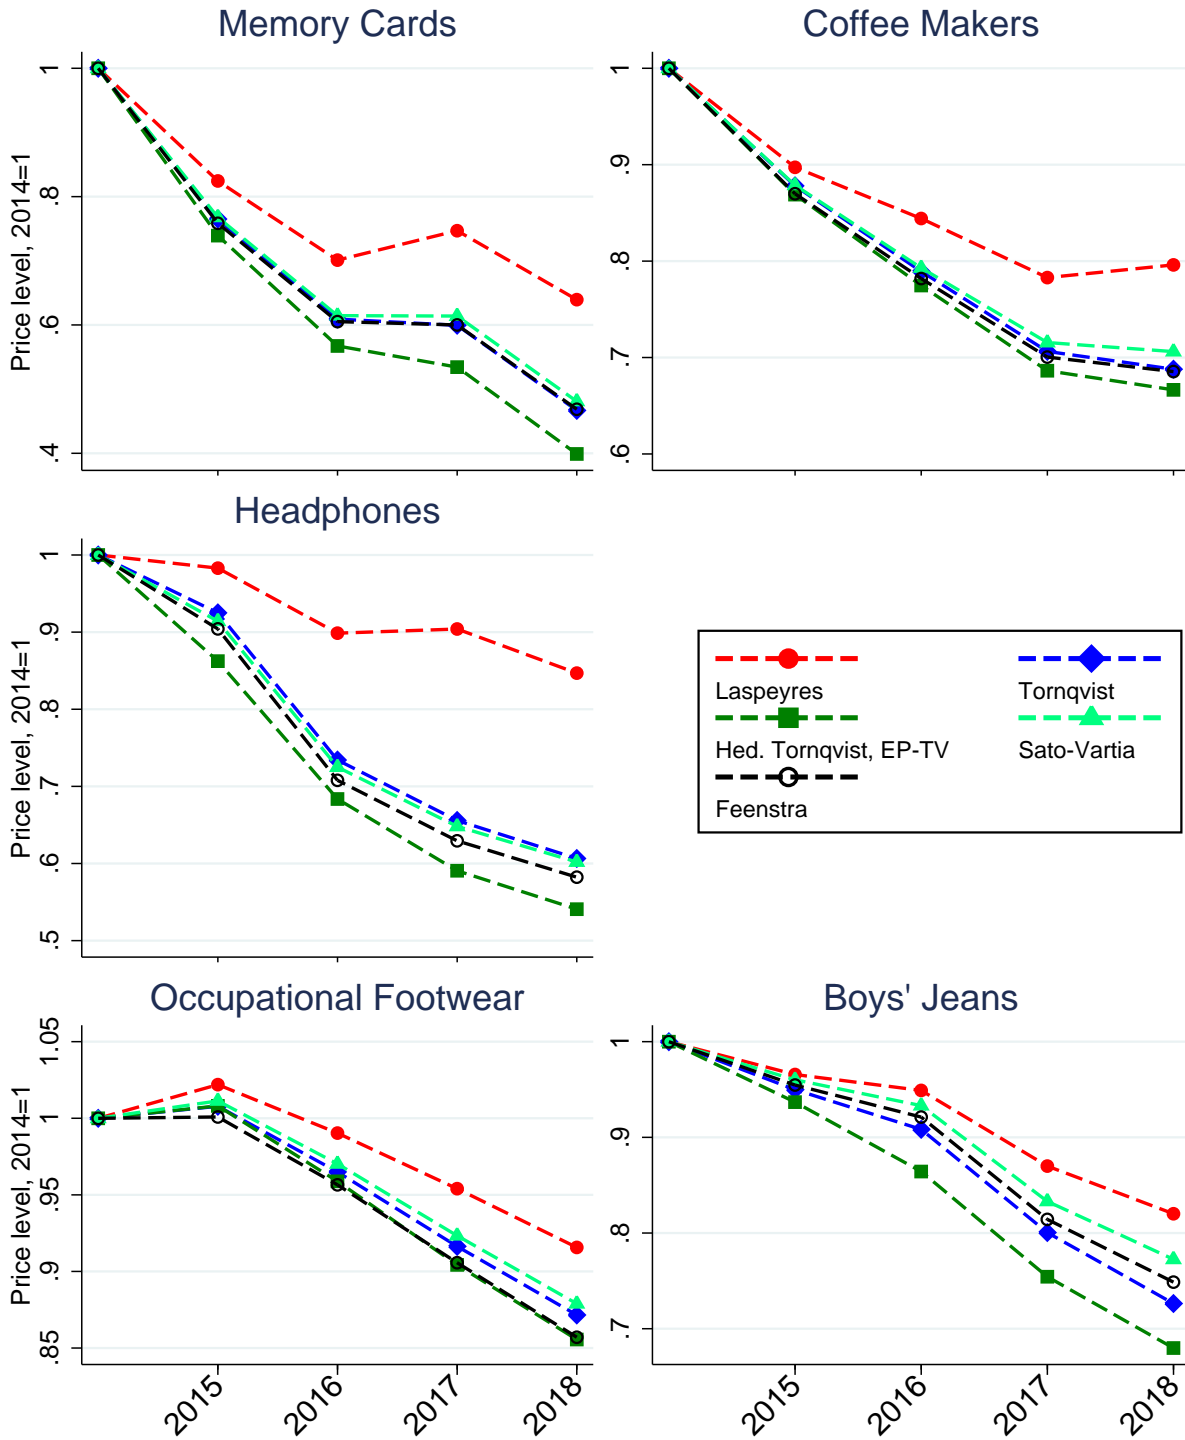 Memory Cards
Price level, 2014=1
1
.8
.6
.4
Coffee Makers
1
.9
.8
.7
.6
Headphones
Price level, 2014=1
1
.9
.8
.7
.6
.5
Laspeyres
Tornqvist
Hed. Tornqvist, EP-TV
Sato-Vartia
Feenstra
Occupational Footwear
Price level, 2014=1
1.05
1
.95
.9
.85
2015
2016
2017
2018
Boys' Jeans
1
.9
.8
.7
2015
2016
2017
2018